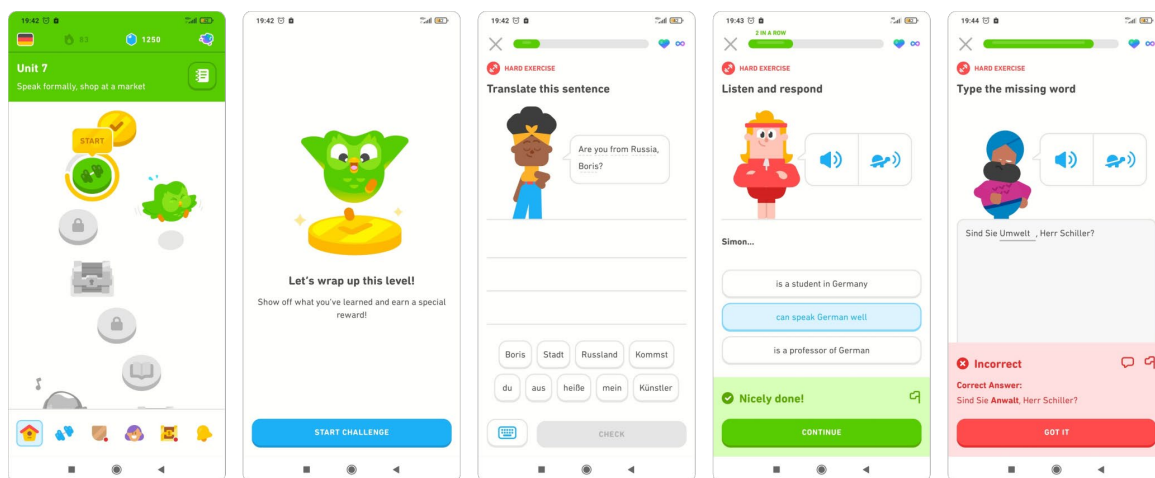 19:42
83
1250
Unit 7
Speak formally, shop at a market
START
19:42
Let's wrap up this level!
Show off what you've learned and earn a special
reward!
START CHALLENGE
19:42
HARD EXERCISE
Translate this sentence
Are you from Russia,
Boris?
Boris Stadt Russland Kommst
du aus heiße mein Künstler
CHECK
19:43
2 IN A ROW
HARD EXERCISE
Listen and respond
Simon...
is a student in Germany
can speak German well
is a professor of German
Nicely done!
CONTINUE
19:44
HARD EXERCISE
Type the missing word
Sind Sie Umwelt , Herr Schiller?
Incorrect
Correct Answer:
Sind Sie Anwalt, Herr Schiller?
GOT IT